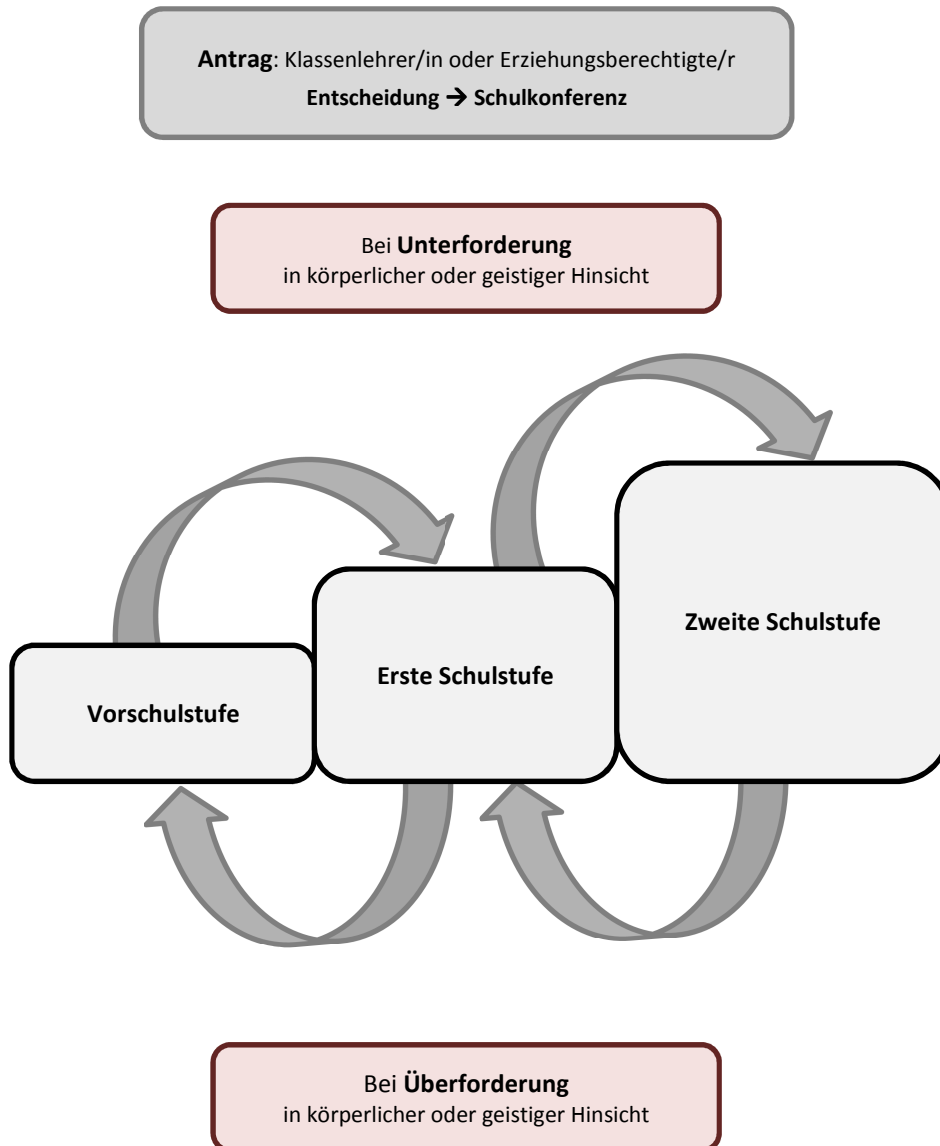 Antrag: Klassenlehrer/in oder Erziehungsberechtigte/r
Entscheidung → Schulkonferenz
Bei Unterforderung
in körperlicher oder geistiger Hinsicht
Zweite Schulstufe
Erste Schulstufe
Vorschulstufe
Bei Überforderung
in körperlicher oder geistiger Hinsicht